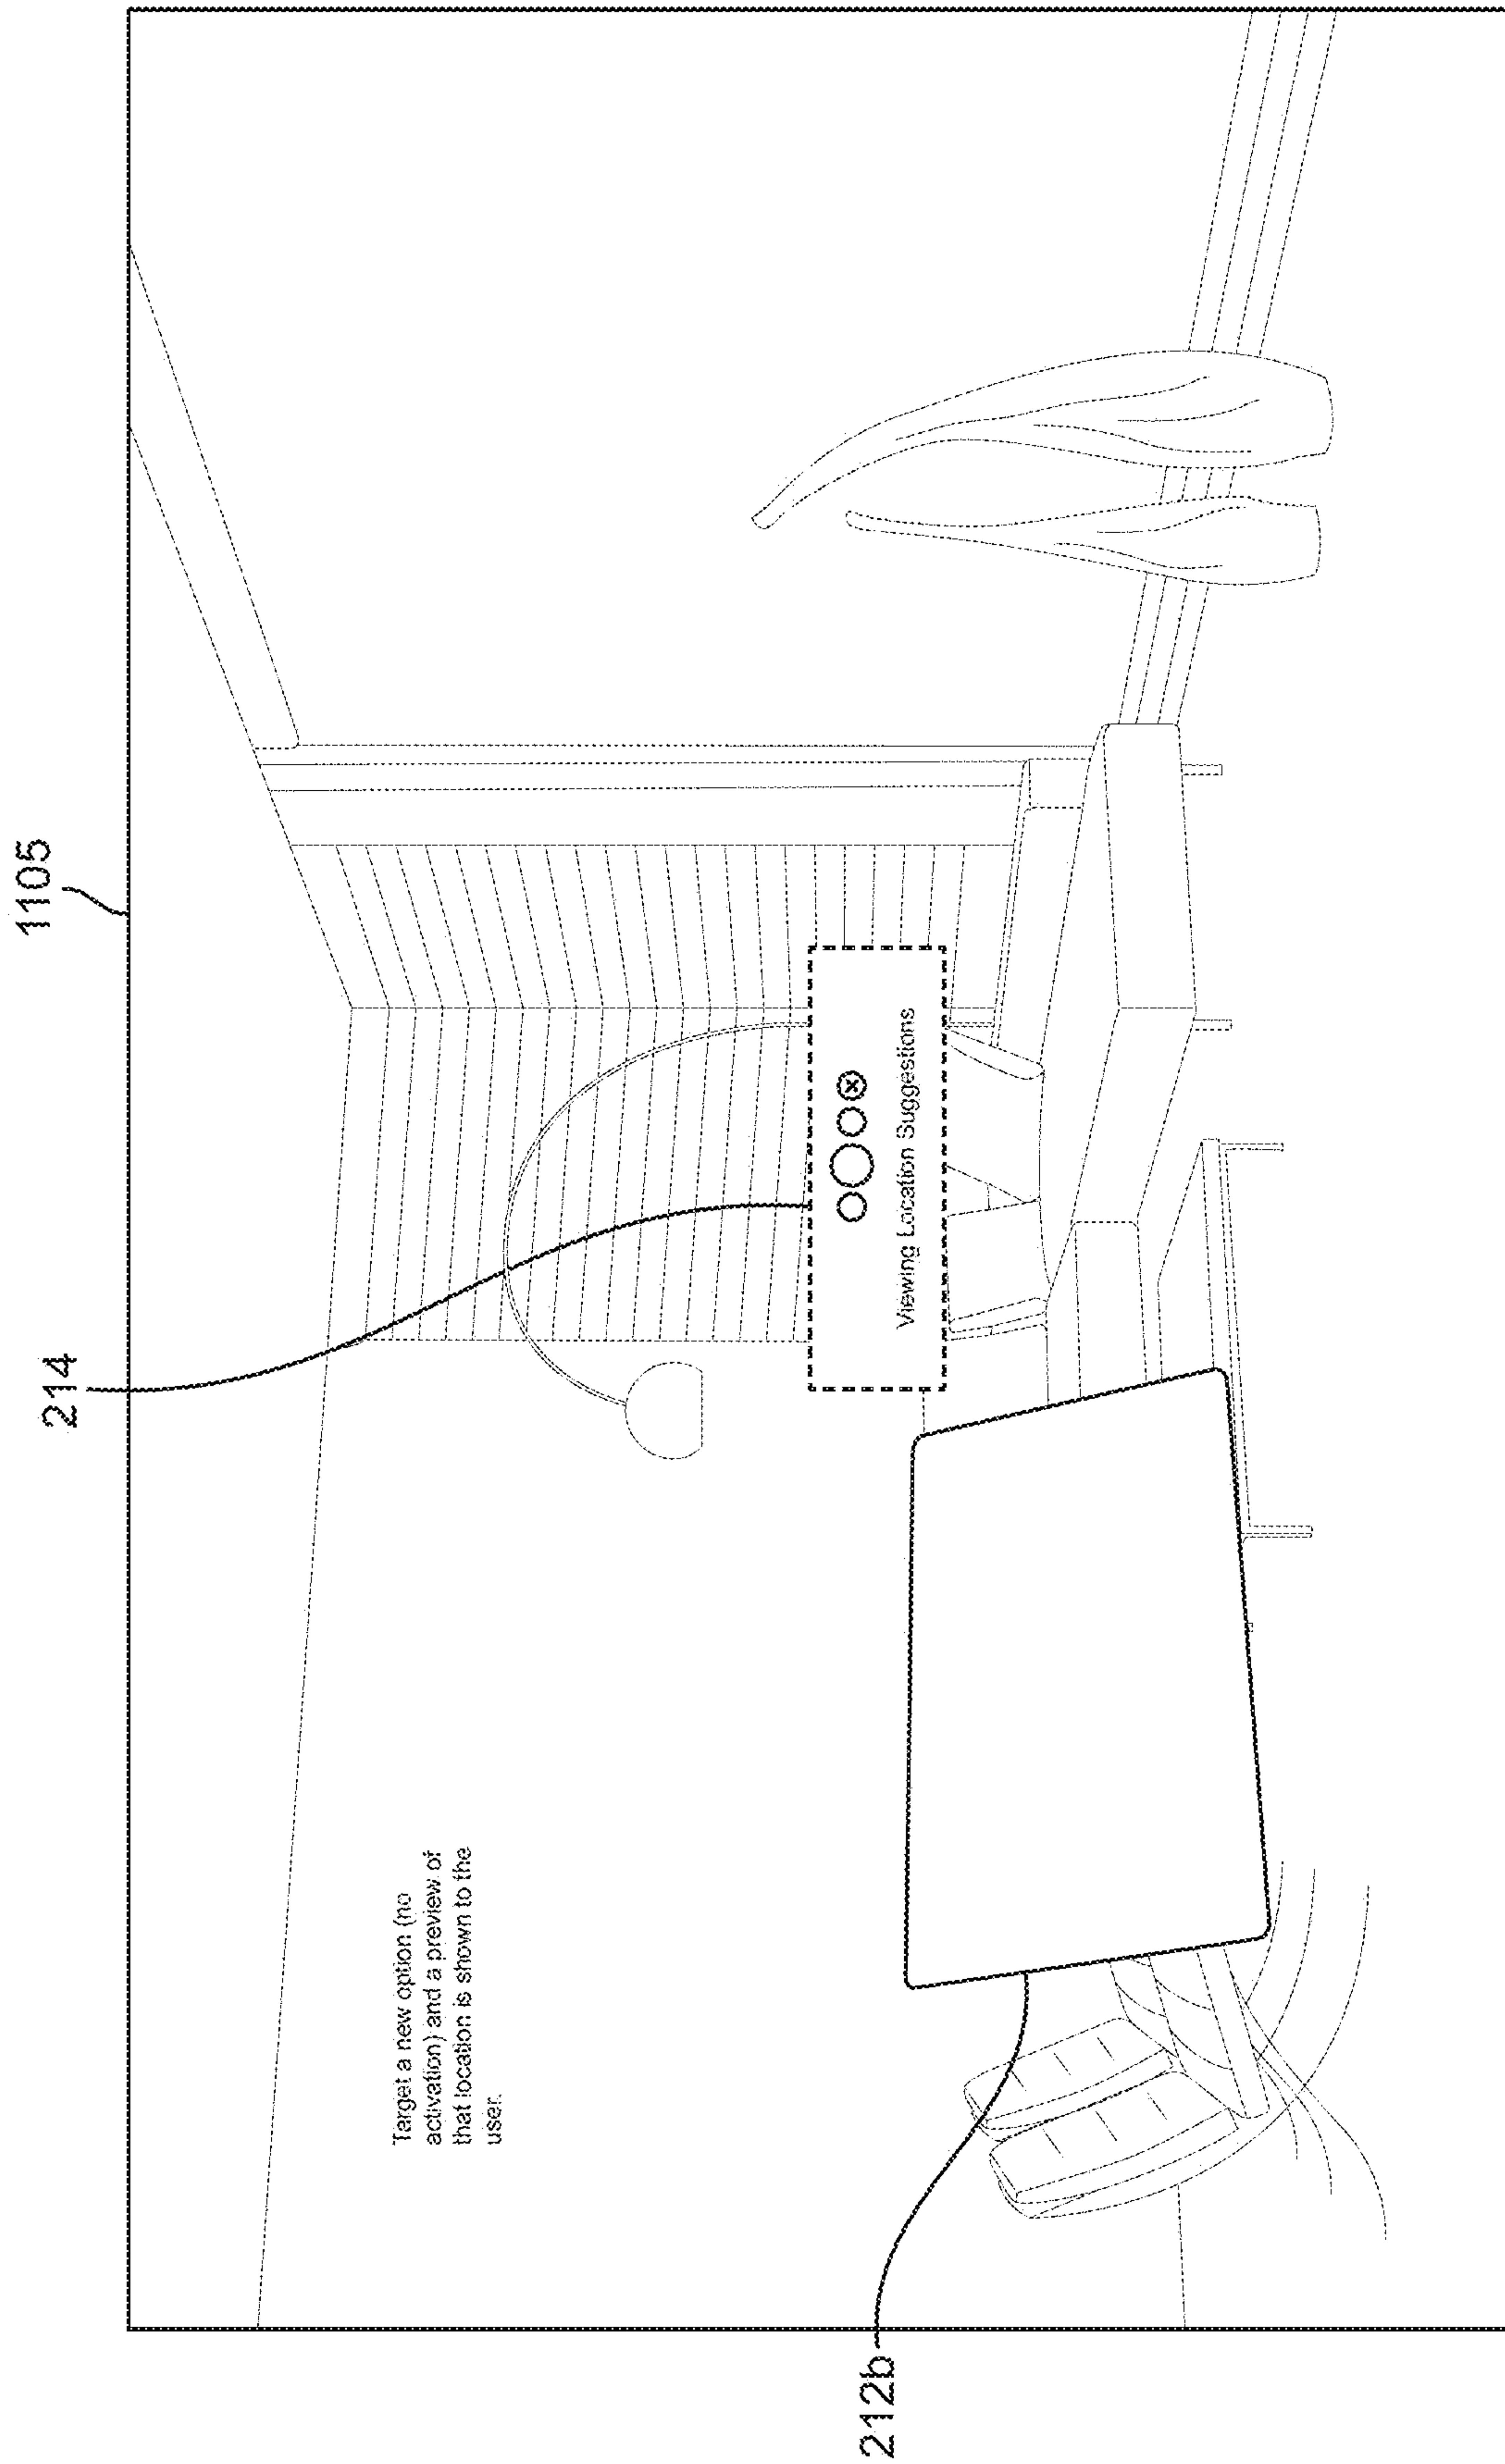 1105
214
Target a new option (no
activation) and a preview of
that location is shown to the
user.
Viewing Location Suggestions
212b